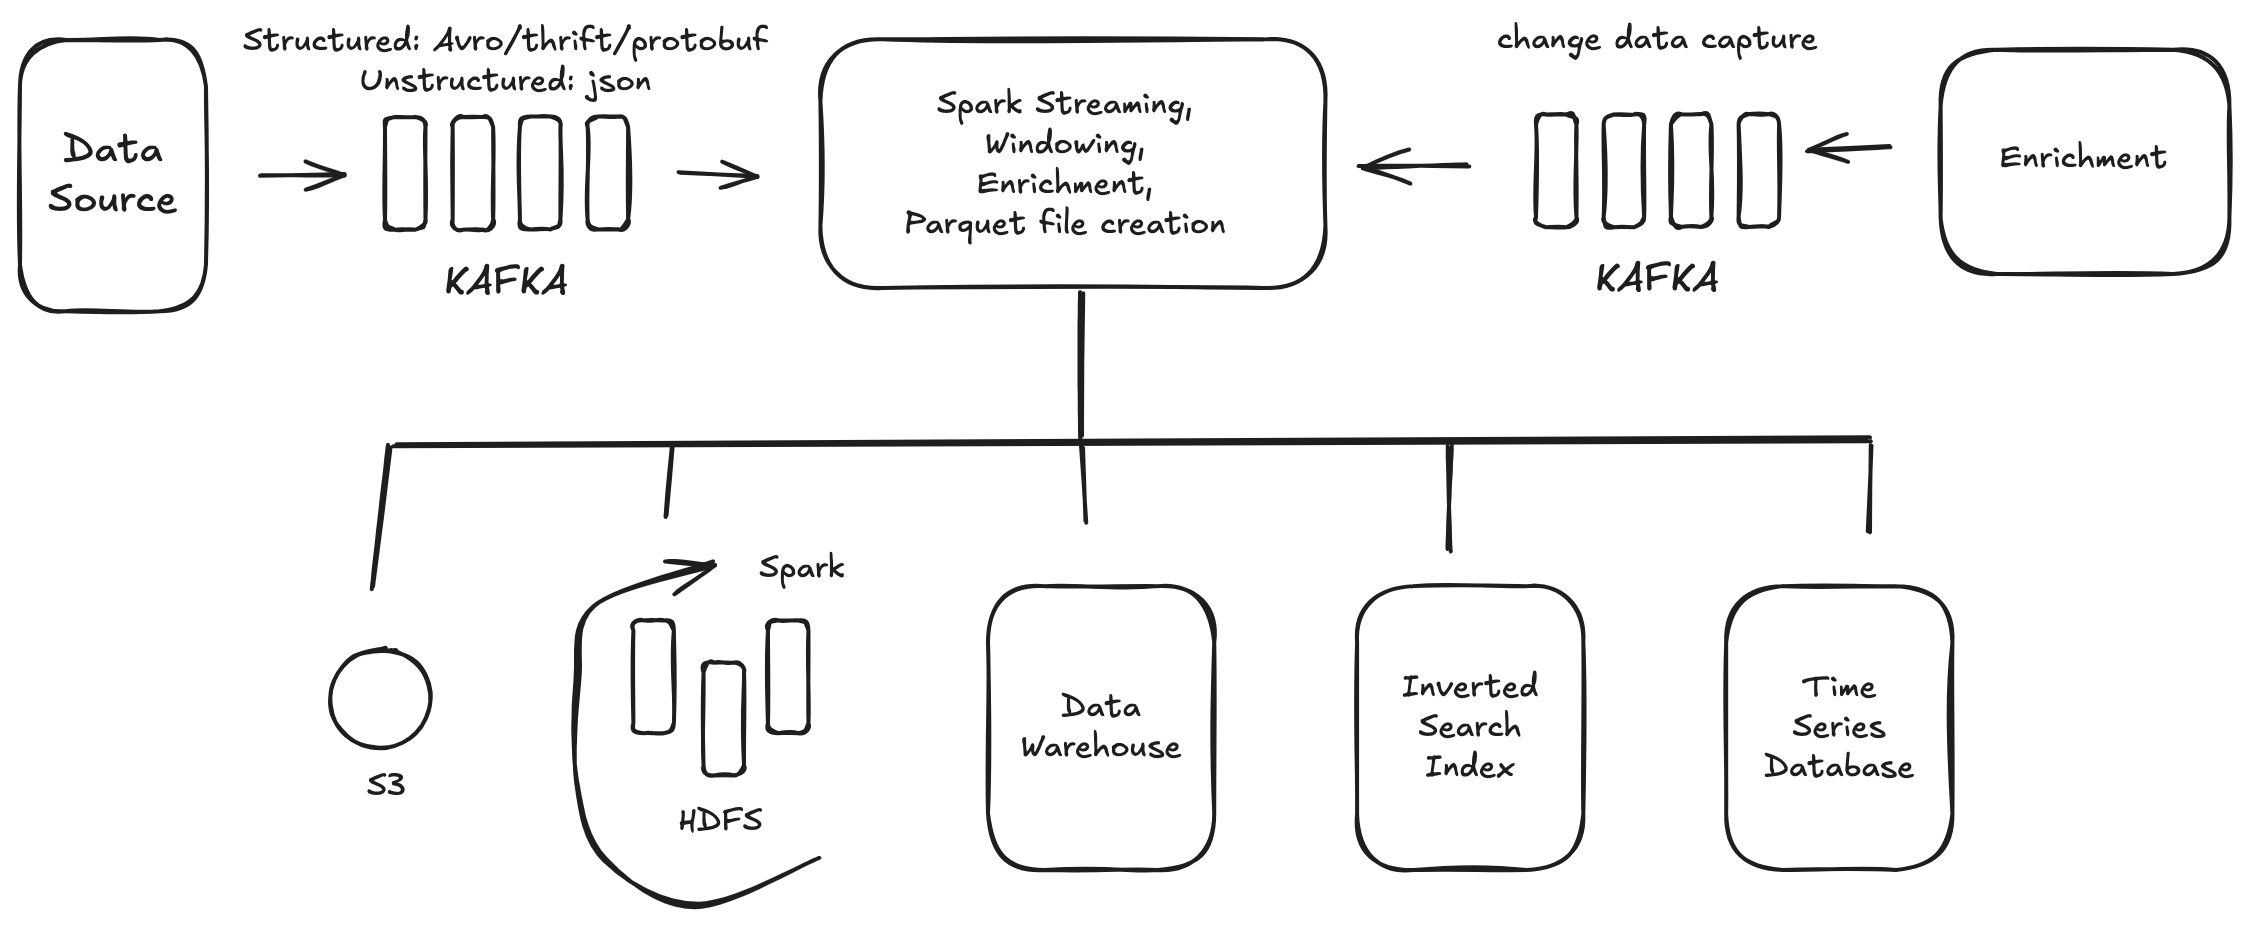 Structured: Avro/thrift/protobuf
Unstructured: json
change data capture
Data
Source
KAFKA
Spark Streaming,
Windowing,
Enrichment,
Parquet file creation
KAFKA
Enrichment
S3
Spark
HDFS
Data
Warehouse
Inverted
Search
Index
Time
Series
Database